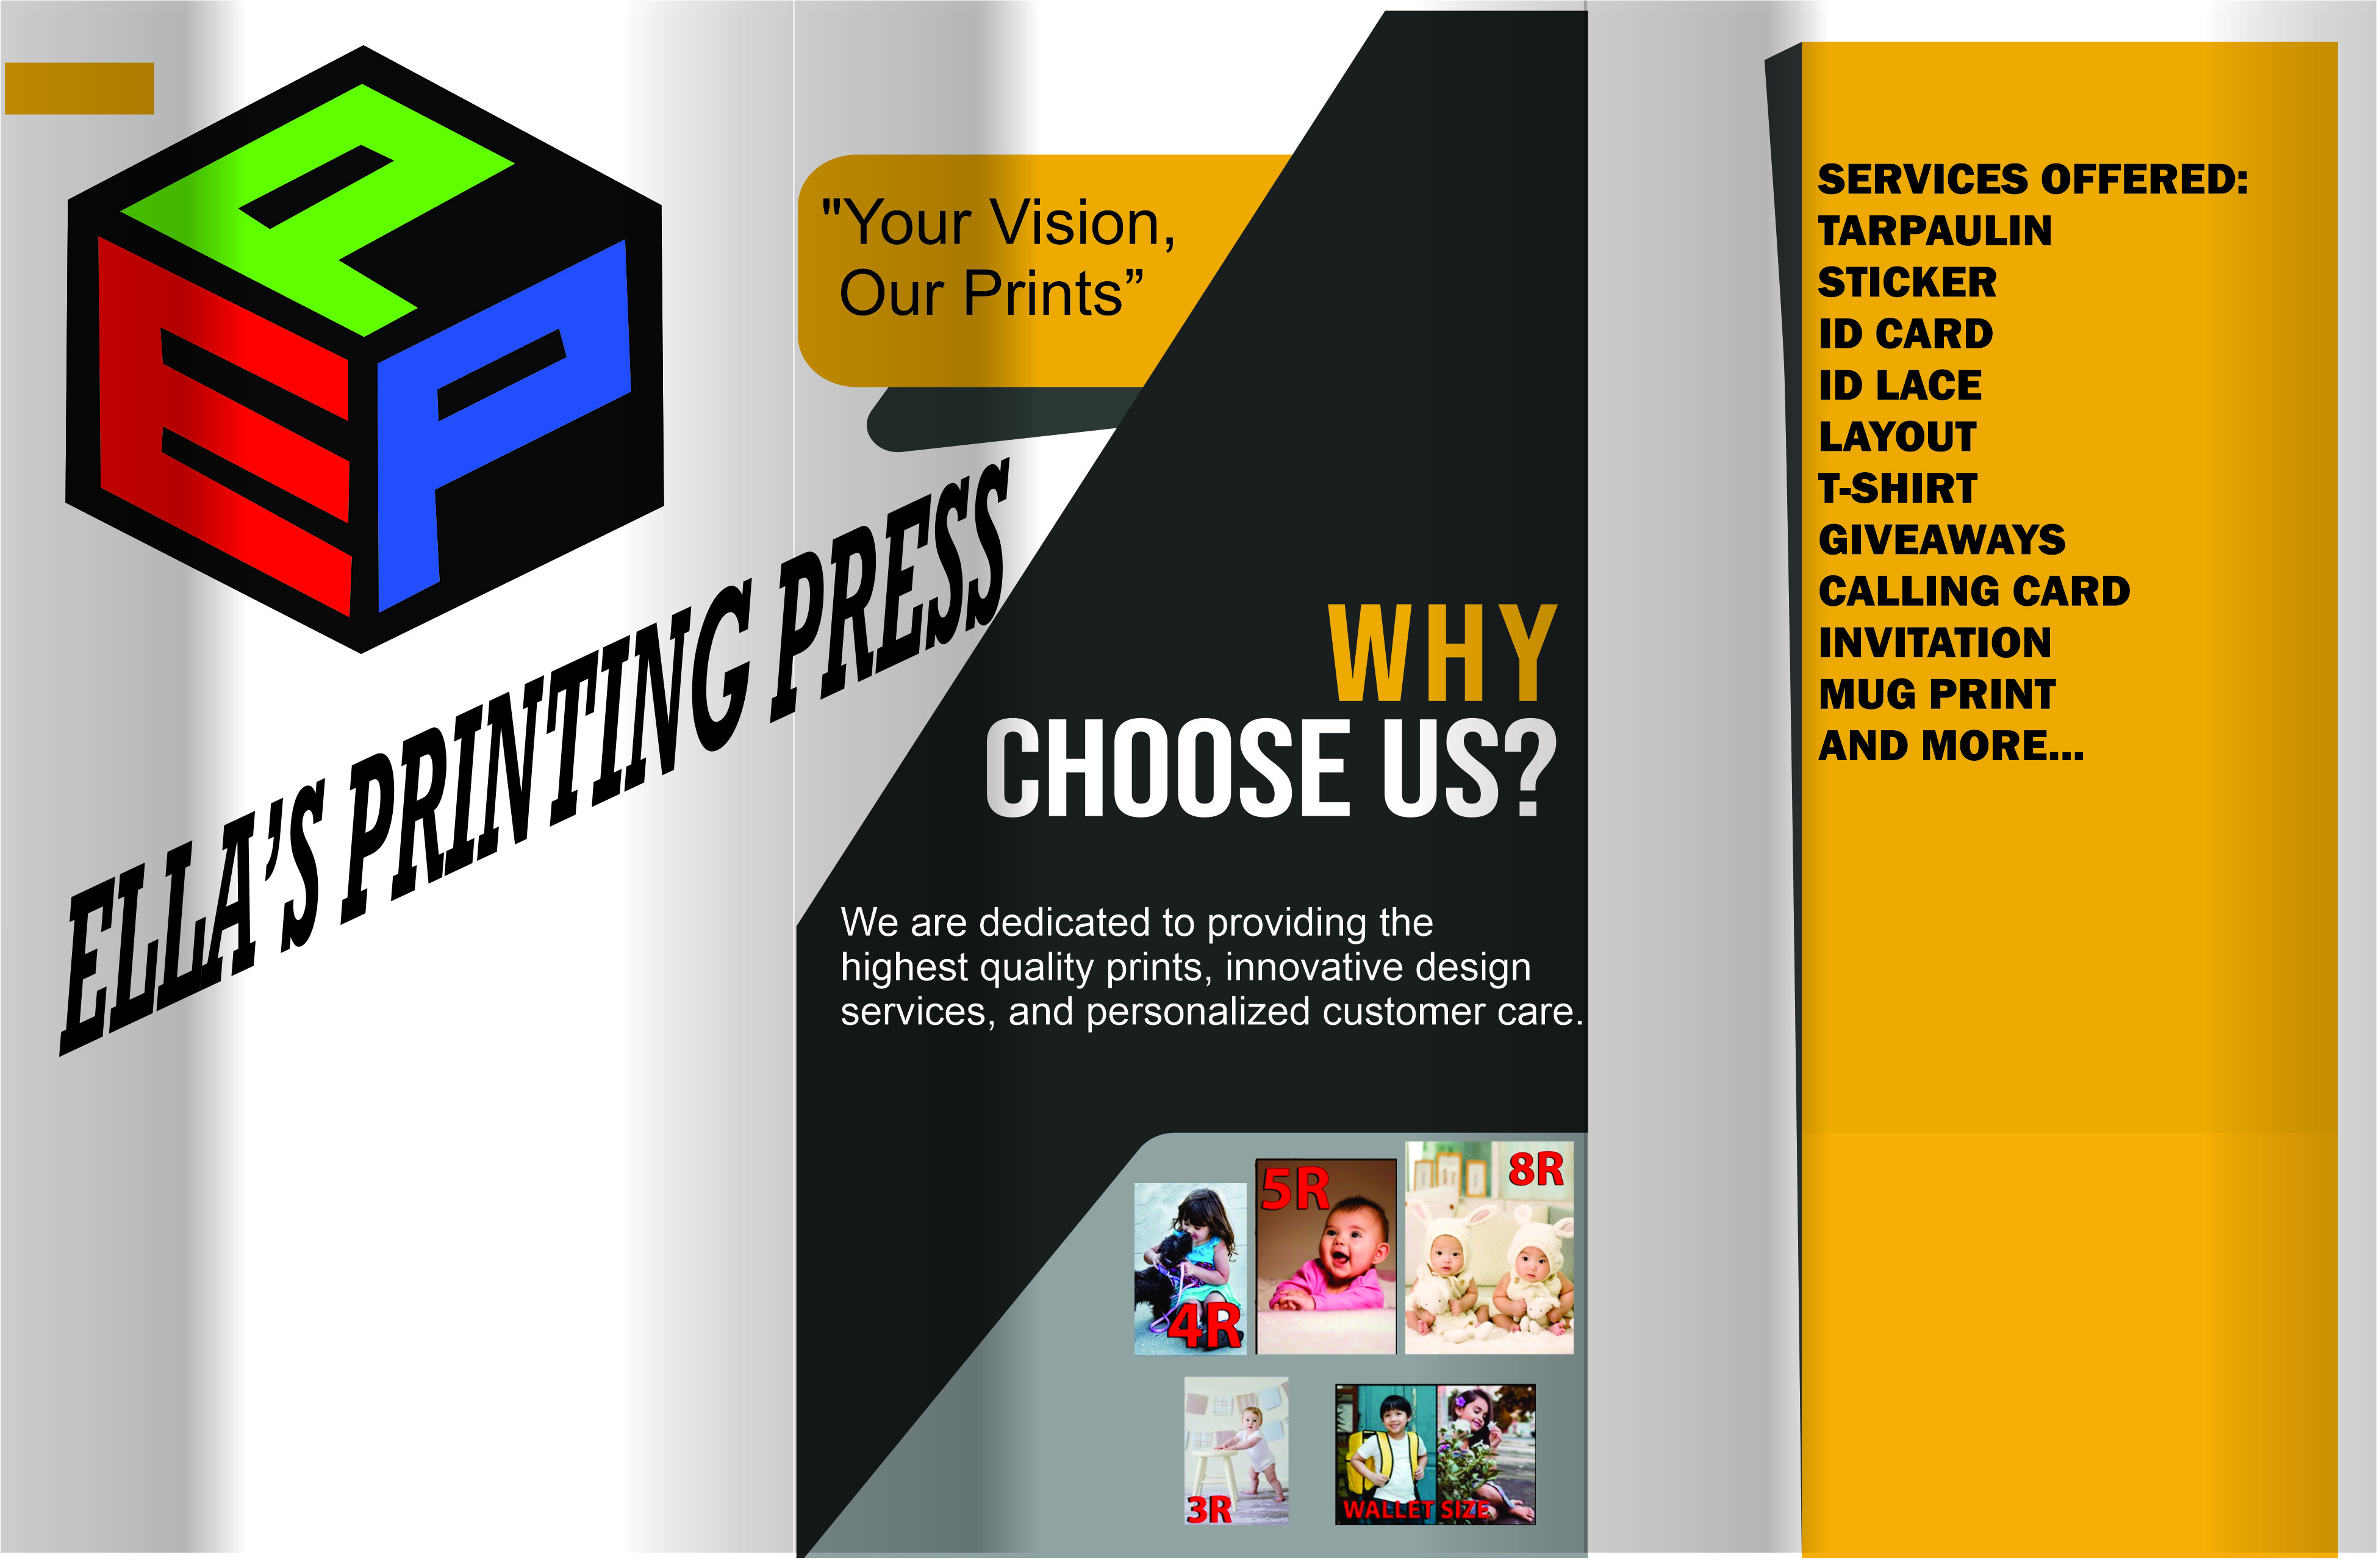 A
E
P
ELLA'S PRINTING PRESS
"Your Vision,
Our Prints”
WHY
CHOOSE US?
We are dedicated to providing the
highest quality prints, innovative design
services, and personalized customer care.
4R
5R
8R
3R
WALLET SIZE
SERVICES OFFERED:
TARPAULIN
STICKER
ID CARD
ID LACE
LAYOUT
T-SHIRT
GIVEAWAYS
CALLING CARD
INVITATION
MUG PRINT
AND MORE...